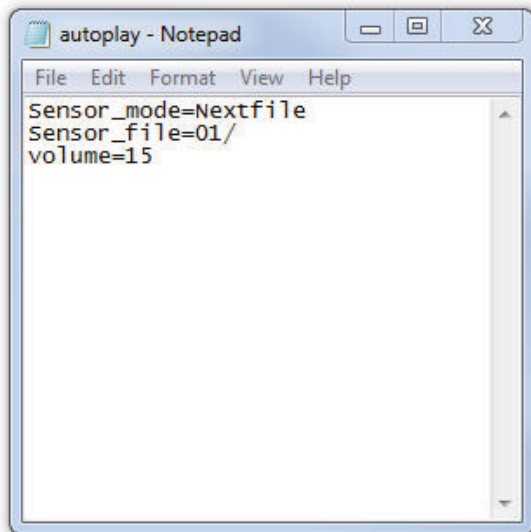 autoplay - Notepad
File Edit Format View Help
Sensor_mode=Nextfile
Sensor_file=01/
volume=15